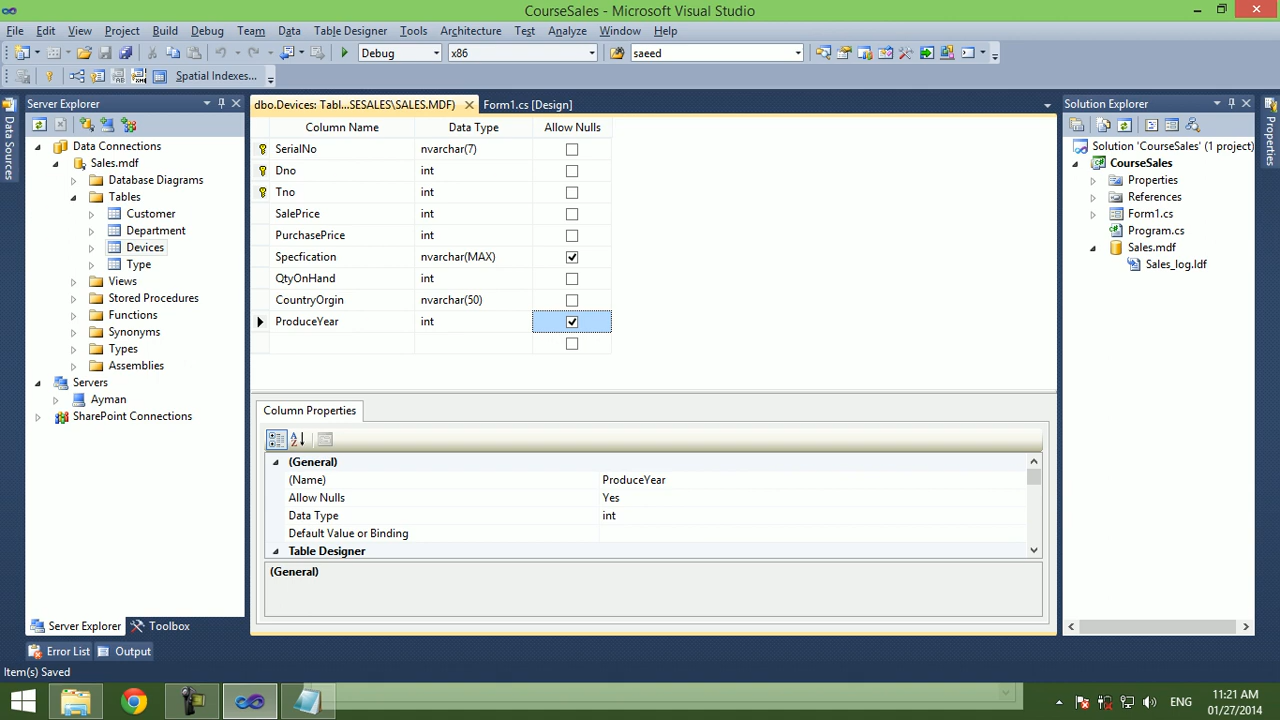 CourseSales - Microsoft Visual Studio
File Edit View Project Build Debug Team Data Table Designer Tools Architecture Test Analyze Window Help
Debug x86 saeed
Spatial Indexes...
Server Explorer
dbo.Devices: Tabl...SESALES\SALES.MDF) Form1.cs [Design]
Solution Explorer
Data Sources
Properties
Data Connections
Sales.mdf
Database Diagrams
Tables
Customer
Department
Devices
Type
Views
Stored Procedures
Functions
Synonyms
Types
Assemblies
Servers
Ayman
SharePoint Connections
Column Name Data Type Allow Nulls
SerialNo nvarchar(7)
Dno int
Tno int
SalePrice int
PurchasePrice int
Specfication nvarchar(MAX)
QtyOnHand int
CountryOrgin nvarchar(50)
ProduceYear int
Column Properties
(General)
(Name) ProduceYear
Allow Nulls Yes
Data Type int
Default Value or Binding
Table Designer
(General)
Solution 'CourseSales' (1 project)
CourseSales
Properties
References
Form1.cs
Program.cs
Sales.mdf
Sales_log.ldf
Server Explorer Toolbox
Error List Output
Item(s) Saved
ENG
11:21 AM
01/27/2014